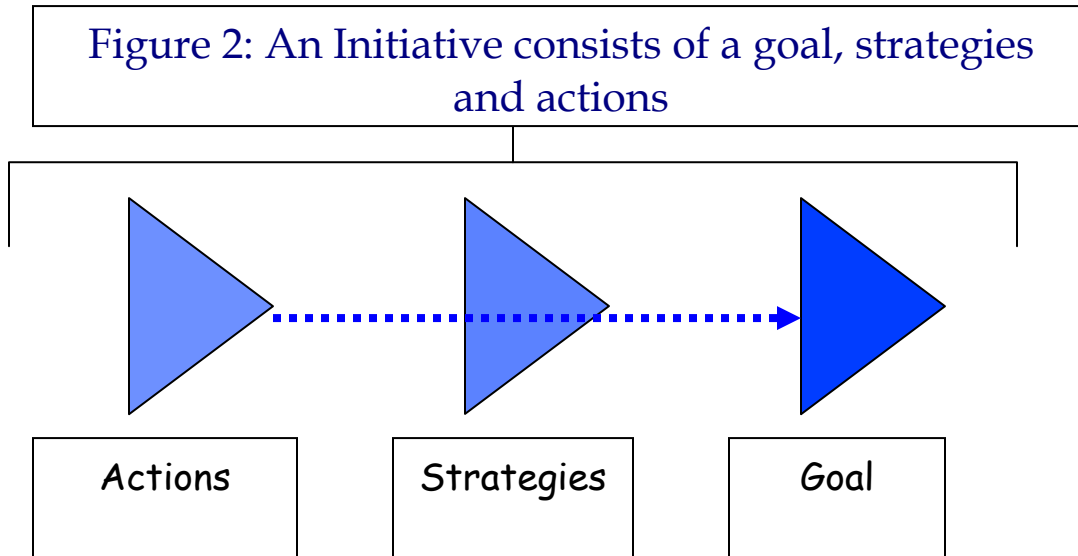 Figure 2: An Initiative consists of a goal, strategies
and actions
Actions
Strategies
Goal